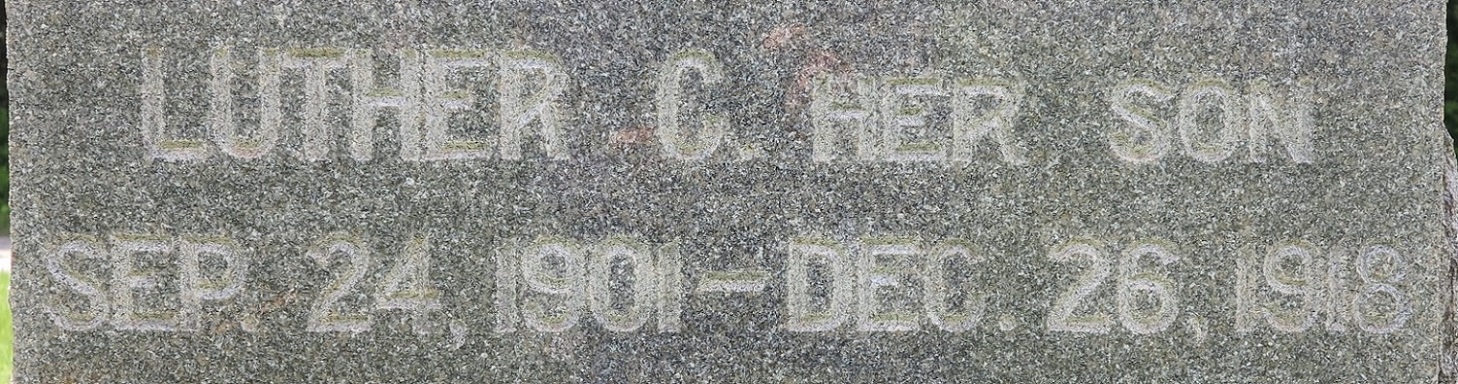 LUTHER C. HER SON
SEP. 24, 1901 – DEC. 26, 1918